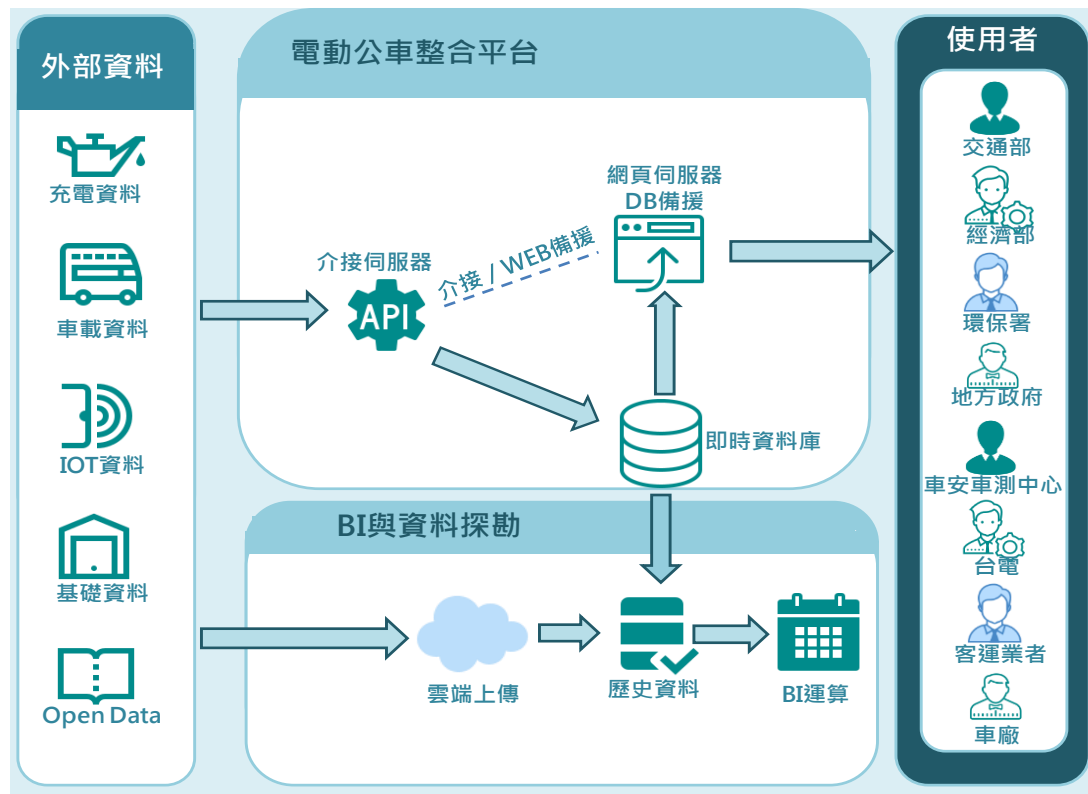 外部資料
充電資料
車載資料
IOT資料
基礎資料
Open Data
電動公車整合平台
網頁伺服器
DB備援
介接 / WEB備援
介接伺服器
API
即時資料庫
BI與資料探勘
雲端上傳
歷史資料
BI運算
使用者
交通部
經濟部
環保署
地方政府
車安車測中心
台電
客運業者
車廠